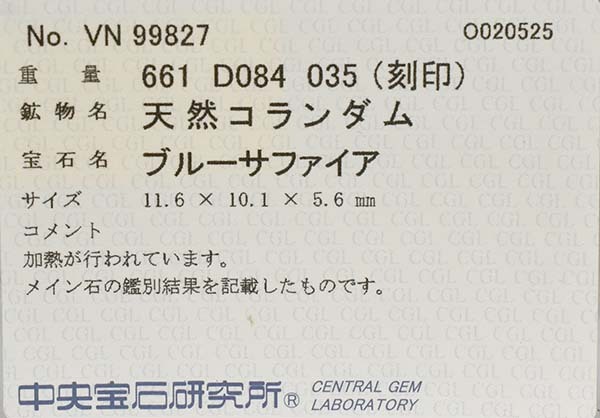 No. VN 99827 O020525
重量 661 D084 035 (刻印)
鉱物名 天然コランダム
宝石名 ブルーサファイア
サイズ 11.6 × 10.1 × 5.6 mm
コメント
加熱が行われています。
メイン石の鑑別結果を記載したものです。
中央宝石研究所® CENTRAL GEM
LABORATORY